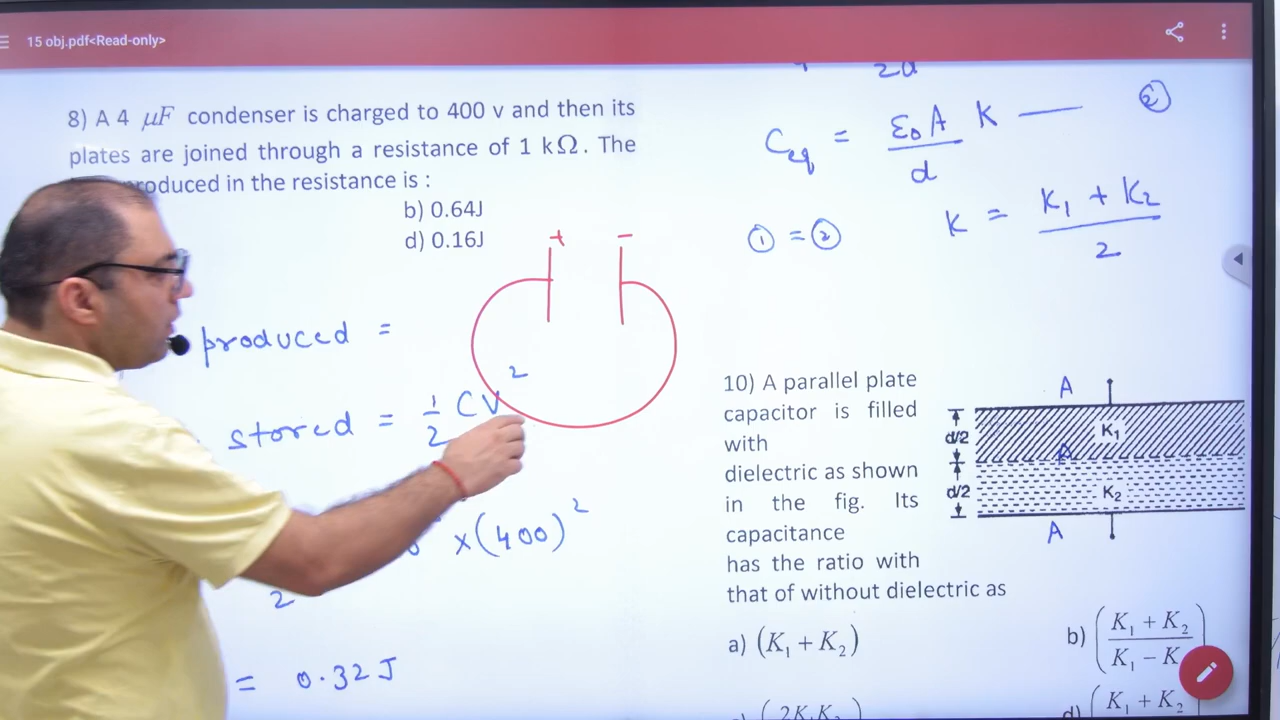 15 obj.pdf<Read-only>
8) A 4 μF condenser is charged to 400 v and then its
plates are joined through a resistance of 1 kΩ. The
produced in the resistance is :
b) 0.64J
d) 0.16J
+ −
produced =
stored = 1/2 CV²
x(400)²
2
= 0.32 J
C_eq = ε₀A/d K — ②
① = ②
K = (K₁ + K₂)/2
10) A parallel plate
capacitor is filled
with
dielectric as shown
in the fig. Its
capacitance
has the ratio with
that of without dielectric as
A
d/2 K₁
A
d/2 K₂
A
a) (K₁ + K₂)
b) (K₁ + K₂ / K₁ − K
d) (K₁ + K₂